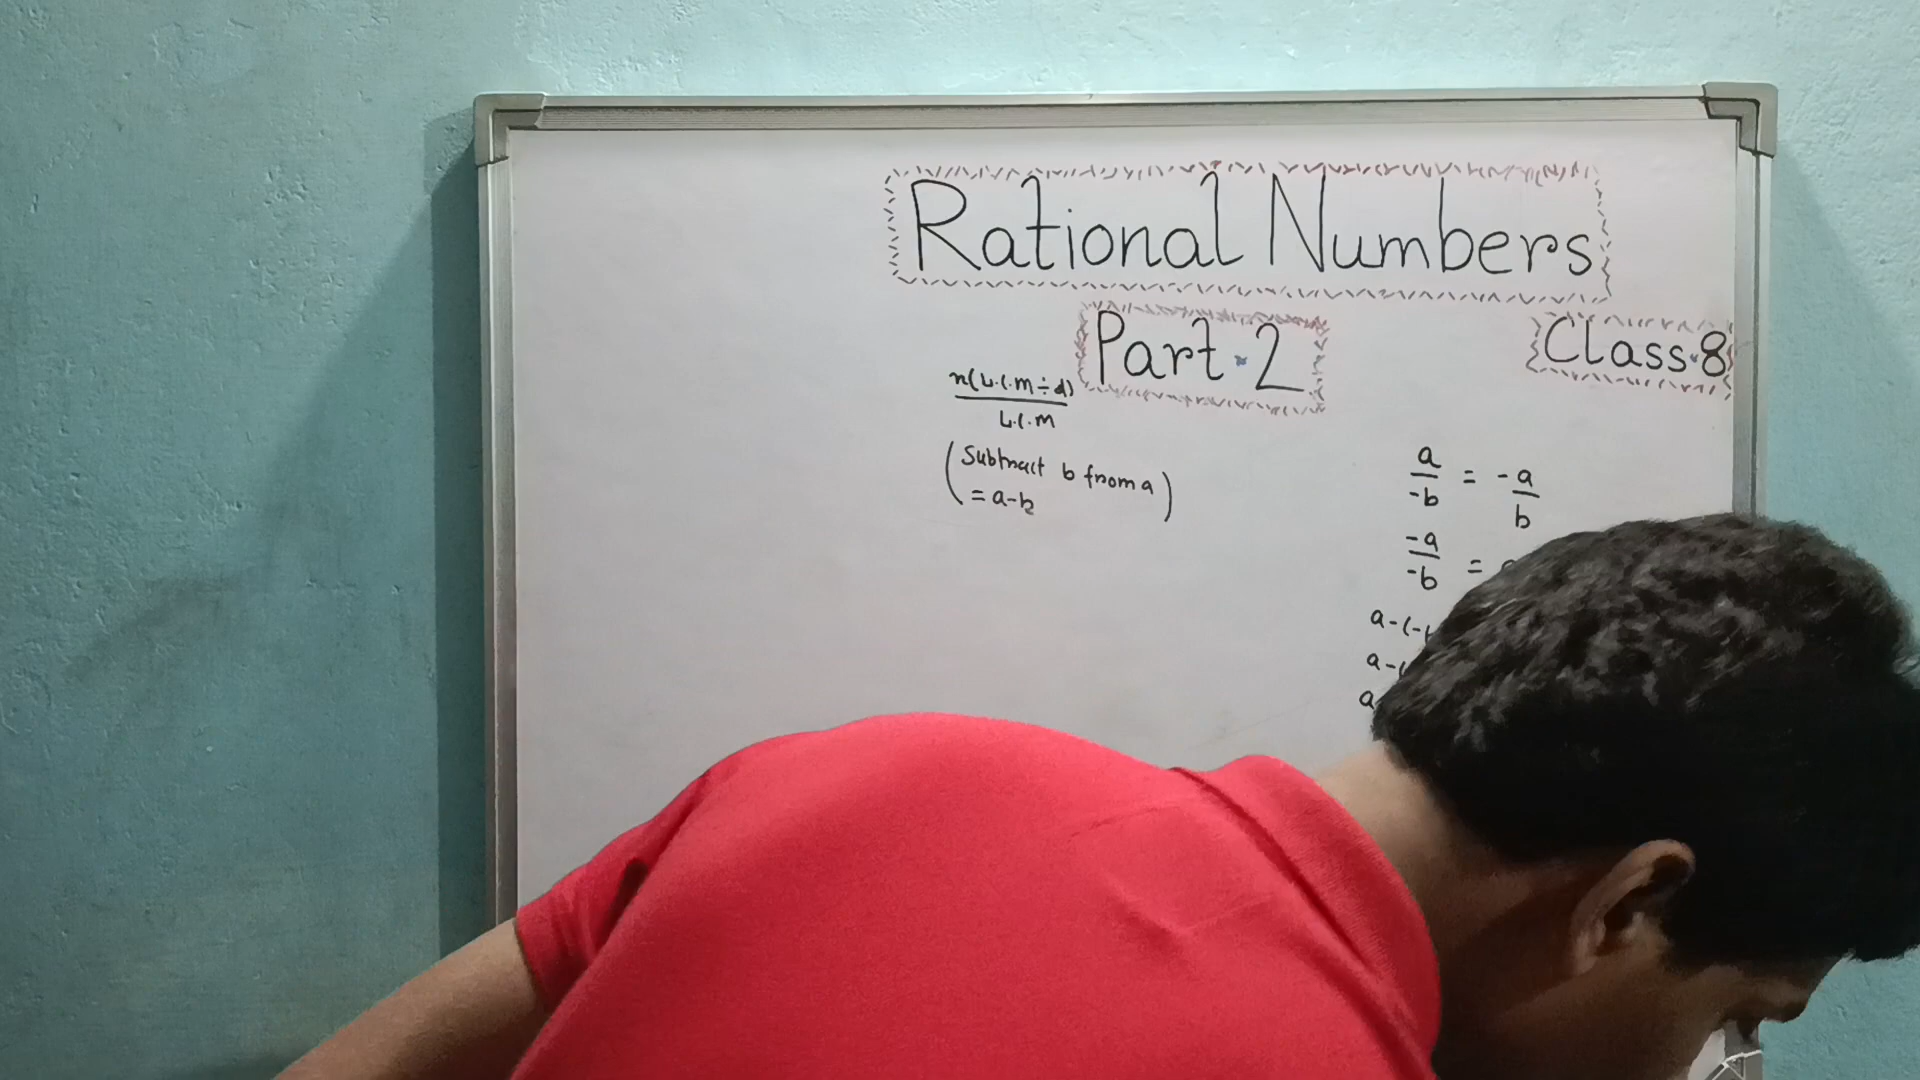 Rational Numbers
Part-2
Class-8
n(L.C.M÷d)
L.C.M
(Subtract b from a
= a-b)
a/-b = -a/b
-a/-b =
a-(-
a-(
a